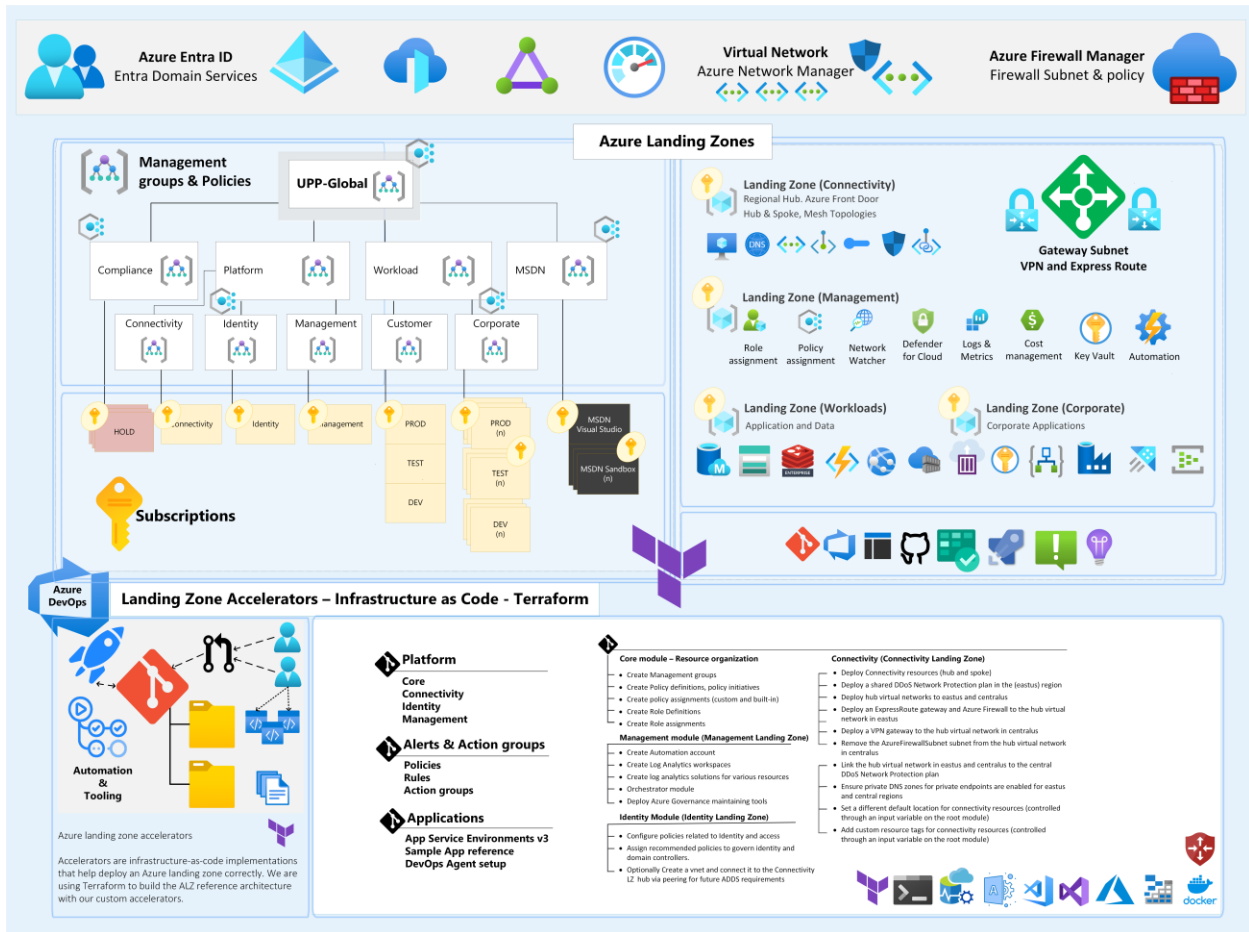 Azure Entra ID
Entra Domain Services
Virtual Network
Azure Network Manager
Azure Firewall Manager
Firewall Subnet & policy
Azure Landing Zones
Management
groups & Policies
UPP-Global
Compliance
Platform
Workload
MSDN
Connectivity
Identity
Management
Customer
Corporate
HOLD
Connectivity
Identity
Management
PROD
TEST
DEV
PROD
(n)
TEST
(n)
DEV
(n)
MSDN
Visual Studio
MSDN Sandbox
(n)
Subscriptions
Landing Zone (Connectivity)
Regional Hub. Azure Front Door
Hub & Spoke, Mesh Topologies
DNS
Gateway Subnet
VPN and Express Route
Landing Zone (Management)
Role
assignment
Policy
assignment
Network
Watcher
Defender
for Cloud
Logs &
Metrics
Cost
management
Key Vault
Automation
Landing Zone (Workloads)
Application and Data
Landing Zone (Corporate)
Corporate Applications
M
ENTERPRISE
Azure
DevOps
Landing Zone Accelerators – Infrastructure as Code - Terraform
Automation
&
Tooling
Azure landing zone accelerators
Accelerators are infrastructure-as-code implementations
that help deploy an Azure landing zone correctly. We are
using Terraform to build the ALZ reference architecture
with our custom accelerators.
Platform
Core
Connectivity
Identity
Management
Alerts & Action groups
Policies
Rules
Action groups
Applications
App Service Environments v3
Sample App reference
DevOps Agent setup
Core module – Resource organization
• Create Management groups
• Create Policy definitions, policy initiatives
• Create policy assignments (custom and built-in)
• Create Role Definitions
• Create Role assignments
Management module (Management Landing Zone)
• Create Automation account
• Create Log Analytics workspaces
• Create log analytics solutions for various resources
• Orchestrator module
• Deploy Azure Governance maintaining tools
Identity Module (Identity Landing Zone)
• Configure policies related to Identity and access
• Assign recommended policies to govern identity and
domain controllers.
• Optionally Create a vnet and connect it to the Connectivity
LZ hub via peering for future ADDS requirements
Connectivity (Connectivity Landing Zone)
• Deploy Connectivity resources (hub and spoke)
• Deploy a shared DDoS Network Protection plan in the (eastus) region
• Deploy hub virtual networks to eastus and centralus
• Deploy an ExpressRoute gateway and Azure Firewall to the hub virtual
network in eastus
• Deploy a VPN gateway to the hub virtual network in centralus
• Remove the AzureFirewallSubnet subnet from the hub virtual network
in centralus
• Link the hub virtual network in eastus and centralus to the central
DDoS Network Protection plan
• Ensure private DNS zones for private endpoints are enabled for eastus
and central regions
• Set a different default location for connectivity resources (controlled
through an input variable on the root module)
• Add custom resource tags for connectivity resources (controlled
through an input variable on the root module)
docker